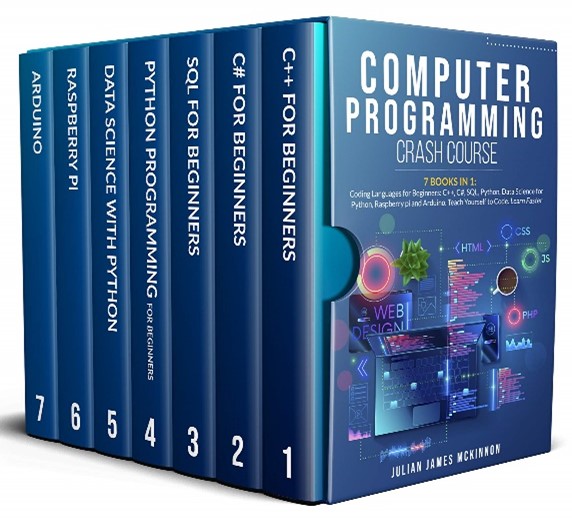 ARDUINO
7
RASPBERRY PI
6
DATA SCIENCE WITH PYTHON
5
PYTHON PROGRAMMING FOR BEGINNERS
4
SQL FOR BEGINNERS
3
C# FOR BEGINNERS
2
C++ FOR BEGINNERS
1
COMPUTER
PROGRAMMING
CRASH COURSE
7 BOOKS IN 1:
Coding Languages for Beginners: C++, C#, SQL, Python, Data Science for
Python, Raspberry pi and Arduino. Teach Yourself to Code. Learn Faster
CSS
HTML
JS
PHP
WEB
DESIGN
JULIAN JAMES MCKINNON